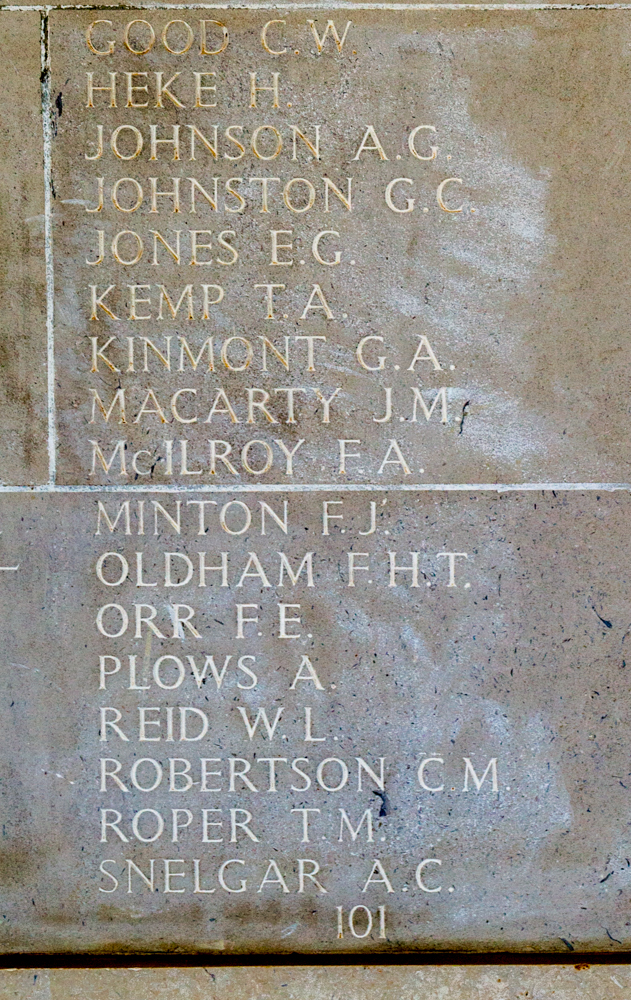 GOOD C.W.
HEKE H.
JOHNSON A.G.
JOHNSTON G.C.
JONES E.G.
KEMP T.A.
KINMONT G.A.
MACARTY J.M.
McILROY F.A.
MINTON F.J.
OLDHAM F.H.T.
ORR F.E.
PLOWS A.
REID W.L.
ROBERTSON C.M.
ROPER T.M.
SNELGAR A.C.
101